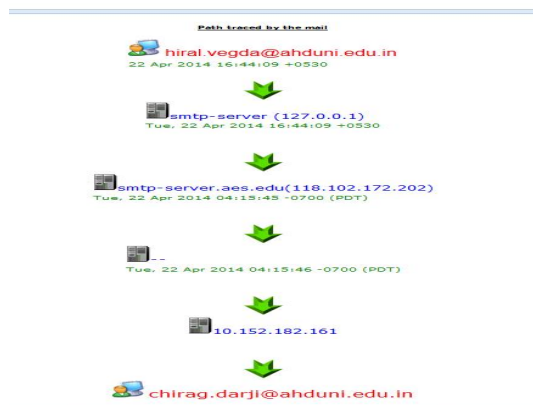 Path traced by the mail
hiral.vegda@ahduni.edu.in
22 Apr 2014 16:44:09 +0530
smtp-server (127.0.0.1)
Tue, 22 Apr 2014 16:44:09 +0530
smtp-server.aes.edu(118.102.172.202)
Tue, 22 Apr 2014 04:15:45 -0700 (PDT)
--
Tue, 22 Apr 2014 04:15:46 -0700 (PDT)
10.152.182.161
chirag.darji@ahduni.edu.in